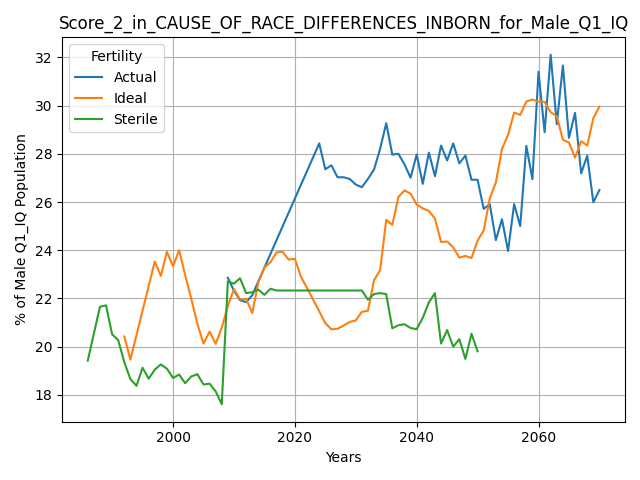 Score_2_in_CAUSE_OF_RACE_DIFFERENCES_INBORN_for_Male_Q1_IQ
Fertility
Actual
Ideal
Sterile
% of Male Q1_IQ Population
32
30
28
26
24
22
20
18
2000
2020
2040
2060
Years